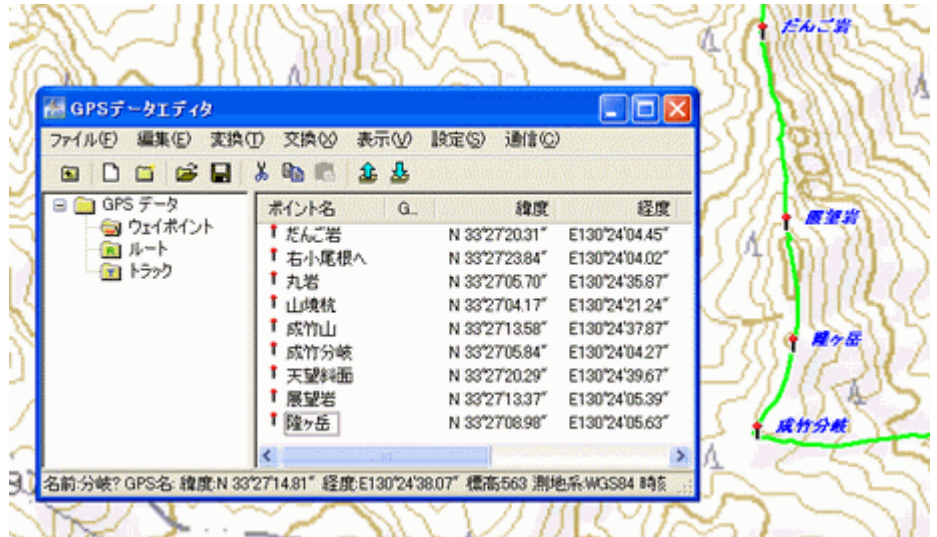 だんご岩
GPSデータエディタ
ファイル(F) 編集(E) 変換(T) 交換(X) 表示(V) 設定(S) 通信(C)
GPS データ
ウェイポイント
ルート
トラック
ポイント名 G... 緯度 経度
だんご岩 N 33°27'20.31" E130°24'04.45"
右小尾根へ N 33°27'23.84" E130°24'04.02"
丸岩 N 33°27'05.70" E130°24'35.87"
山境杭 N 33°27'04.17" E130°24'21.24"
成竹山 N 33°27'13.58" E130°24'37.87"
成竹分岐 N 33°27'05.84" E130°24'04.27"
天望斜面 N 33°27'20.29" E130°24'39.67"
展望岩 N 33°27'13.37" E130°24'05.39"
隆ヶ岳 N 33°27'08.98" E130°24'05.63"
名前:分岐? GPS名: 緯度:N 33°27'14.81" 経度:E130°24'38.07" 標高:563 測地系:WGS84 時刻
展望岩
隆ヶ岳
成竹分岐